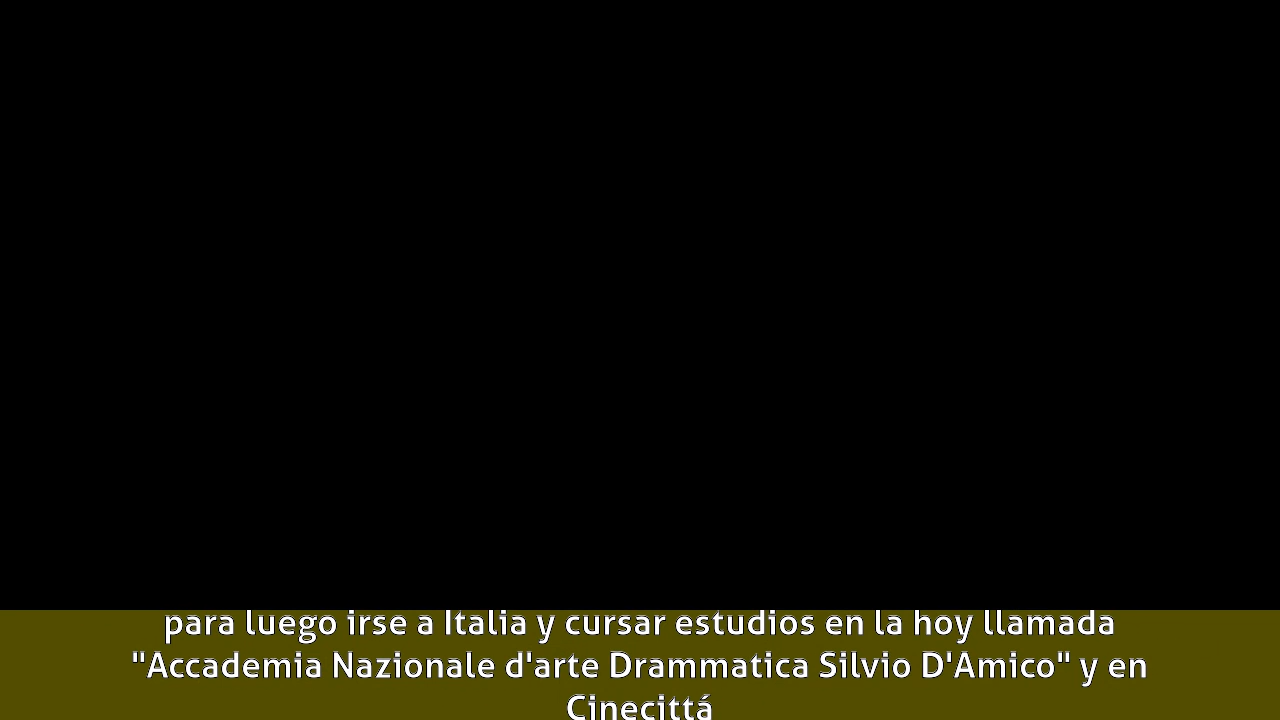 para luego irse a Italia y cursar estudios en la hoy llamada
"Accademia Nazionale d'arte Drammatica Silvio D'Amico" y en
Cinecittá